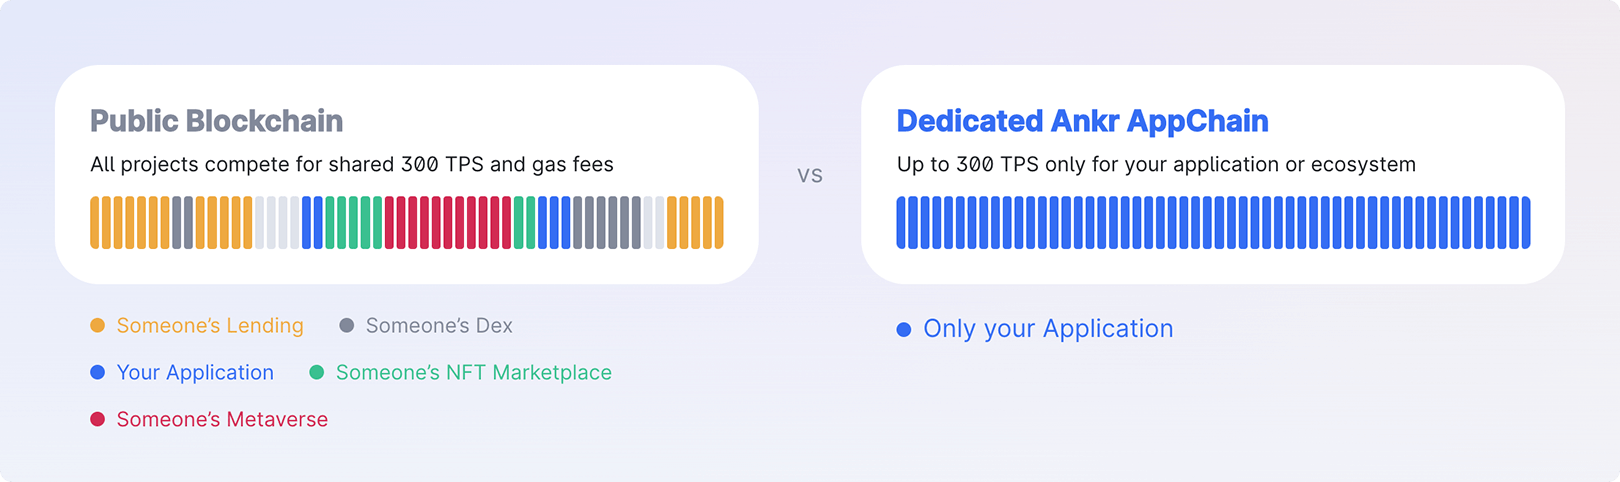 Public Blockchain
All projects compete for shared 300 TPS and gas fees
Someone’s Lending
Someone’s Dex
Your Application
Someone’s NFT Marketplace
Someone’s Metaverse
vs
Dedicated Ankr AppChain
Up to 300 TPS only for your application or ecosystem
Only your Application